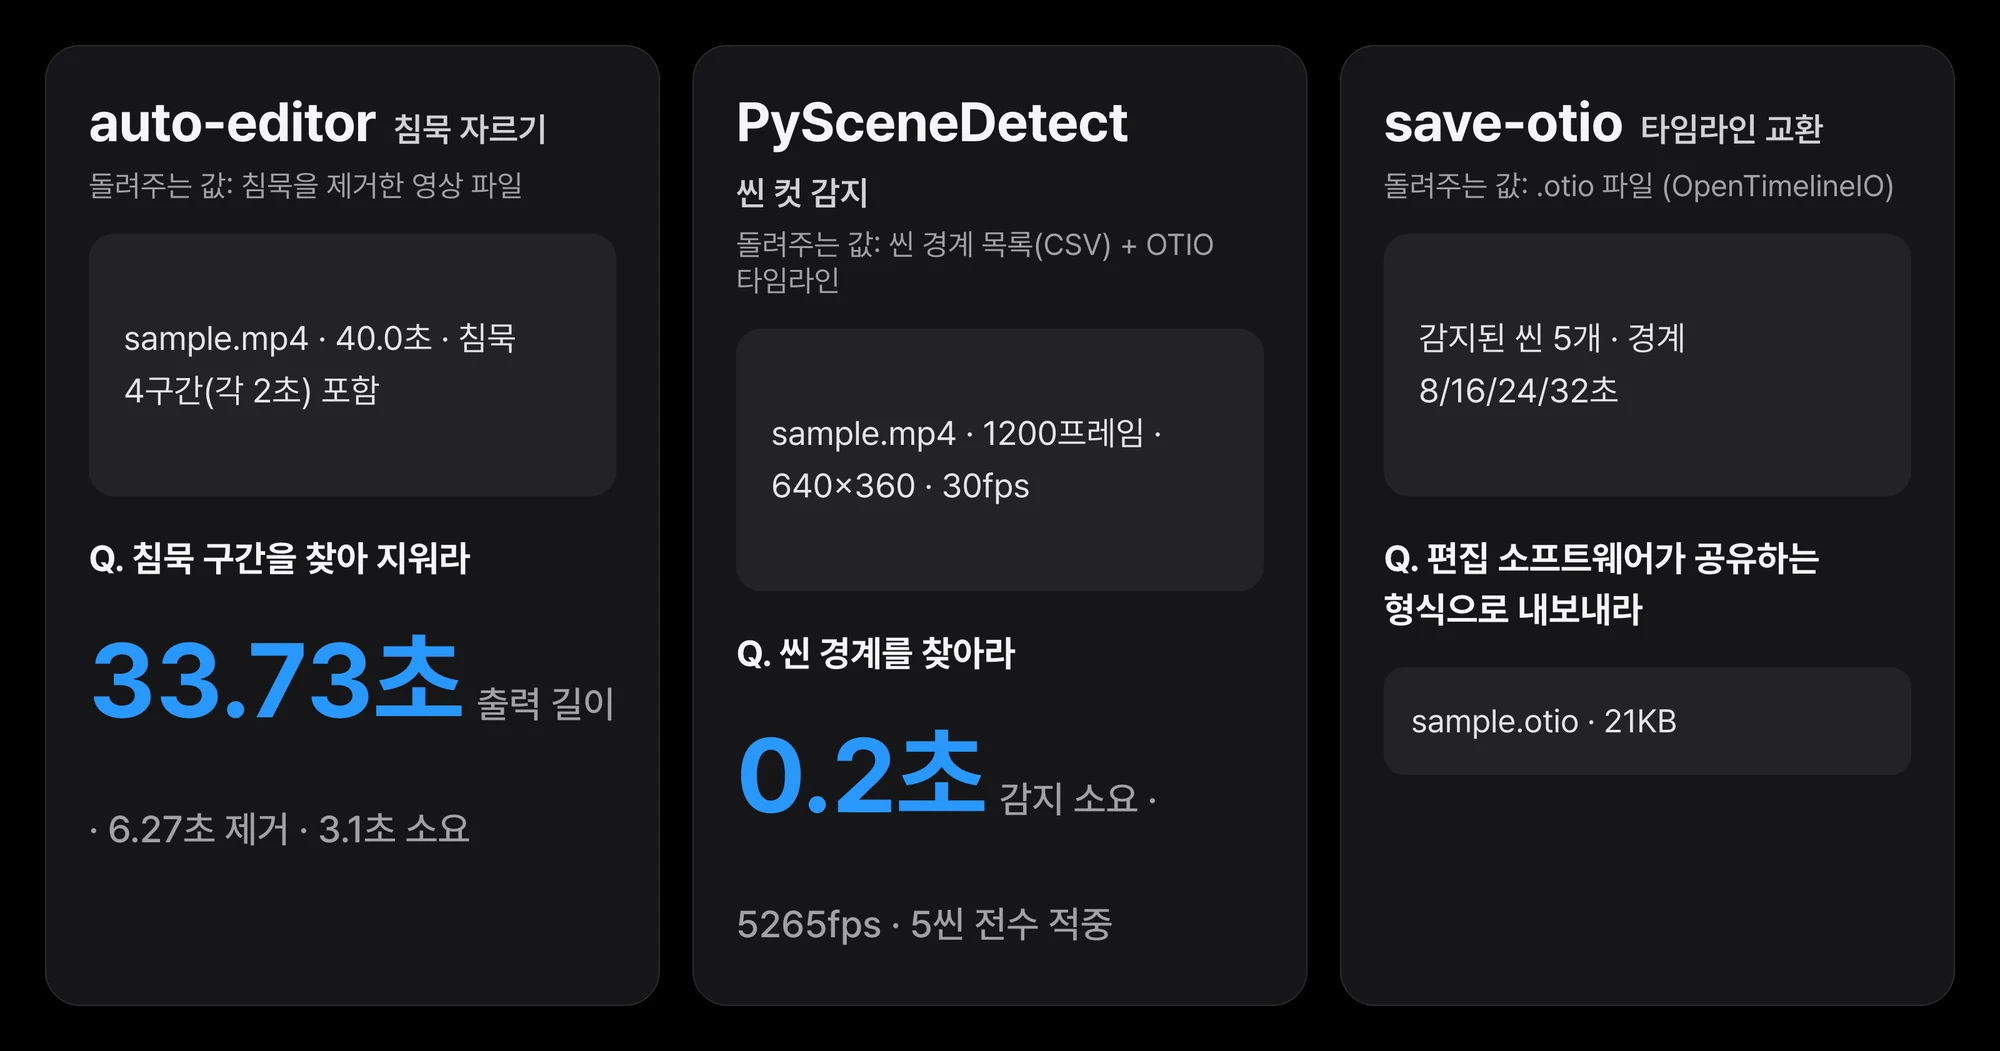 auto-editor 침묵 자르기
돌려주는 값: 침묵을 제거한 영상 파일
sample.mp4 · 40.0초 · 침묵
4구간(각 2초) 포함
Q. 침묵 구간을 찾아 지워라
33.73초 출력 길이
· 6.27초 제거 · 3.1초 소요
PySceneDetect
씬 컷 감지
돌려주는 값: 씬 경계 목록(CSV) + OTIO
타임라인
sample.mp4 · 1200프레임 ·
640×360 · 30fps
Q. 씬 경계를 찾아라
0.2초 감지 소요 ·
5265fps · 5씬 전수 적중
save-otio 타임라인 교환
돌려주는 값: .otio 파일 (OpenTimelineIO)
감지된 씬 5개 · 경계
8/16/24/32초
Q. 편집 소프트웨어가 공유하는
형식으로 내보내라
sample.otio · 21KB